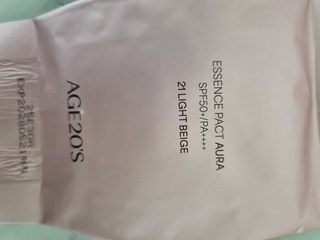 AGE20'S
ESSENCE PACT AURA
SPF50+/PA++++
21 LIGHT BEIGE